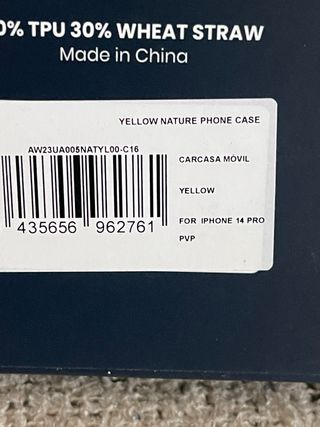 0% TPU 30% WHEAT STRAW
Made in China
YELLOW NATURE PHONE CASE
AW23UA005NATYL00-C16
CARCASA MÓVIL
YELLOW
435656 962761
FOR IPHONE 14 PRO
PVP